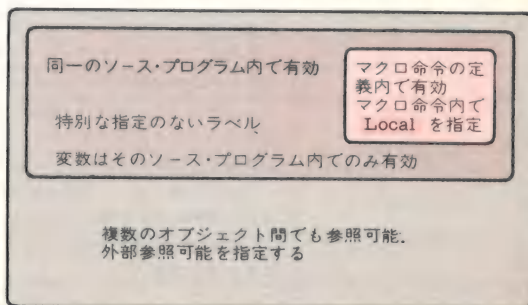 同一のソース・プログラム内で有効
マクロ命令の定
義内で有効
マクロ命令内で
Local を指定
特別な指定のないラベル、
変数はそのソース・プログラム内でのみ有効
複数のオブジェクト間でも参照可能.
外部参照可能を指定する